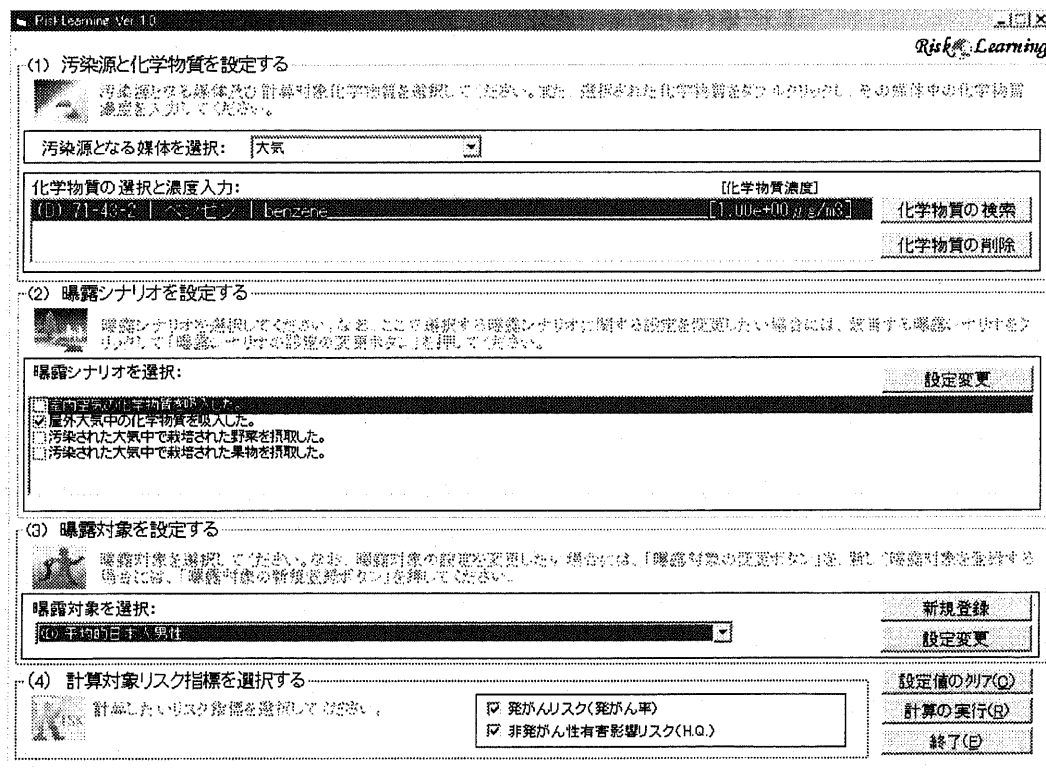 Risk Learning Ver 1.0
Risk Learning
(1) 汚染源と化学物質を設定する
汚染源となる媒体及び計算対象化学物質を選択してください。また、選択された化学物質をダブルクリックし、その媒体中の化学物質
濃度を入力してください。
汚染源となる媒体を選択: 大気
化学物質の選択と濃度入力: [化学物質濃度]
(D) 71-43-2 | ベンゼン | benzene [1.00e+00μg/m3] 化学物質の検索
化学物質の削除
(2) 曝露シナリオを設定する
曝露シナリオを選択してください。なお、ここで選択する曝露シナリオに関する設定を変更したい場合には、該当する曝露シナリオをク
リックして「曝露シナリオの設定の変更ボタン」を押してください。
曝露シナリオを選択: 設定変更
室内空気の化学物質を吸入した。
屋外大気中の化学物質を吸入した。
汚染された大気中で栽培された野菜を摂取した。
汚染された大気中で栽培された果物を摂取した。
(3) 曝露対象を設定する
曝露対象を選択してください。なお、曝露対象の設定を変更したい場合には、「曝露対象の変更ボタン」を、新しく曝露対象を登録する
場合には、「曝露対象の新規登録ボタン」を押してください。
曝露対象を選択: 新規登録
平均的日本人男性 設定変更
(4) 計算対象リスク指標を選択する
計算したいリスク指標を選択してください。
RISK
発がんリスク(発がん率)
非発がん性有害影響リスク(H.Q.)
設定値のクリア(C)
計算の実行(R)
終了(E)